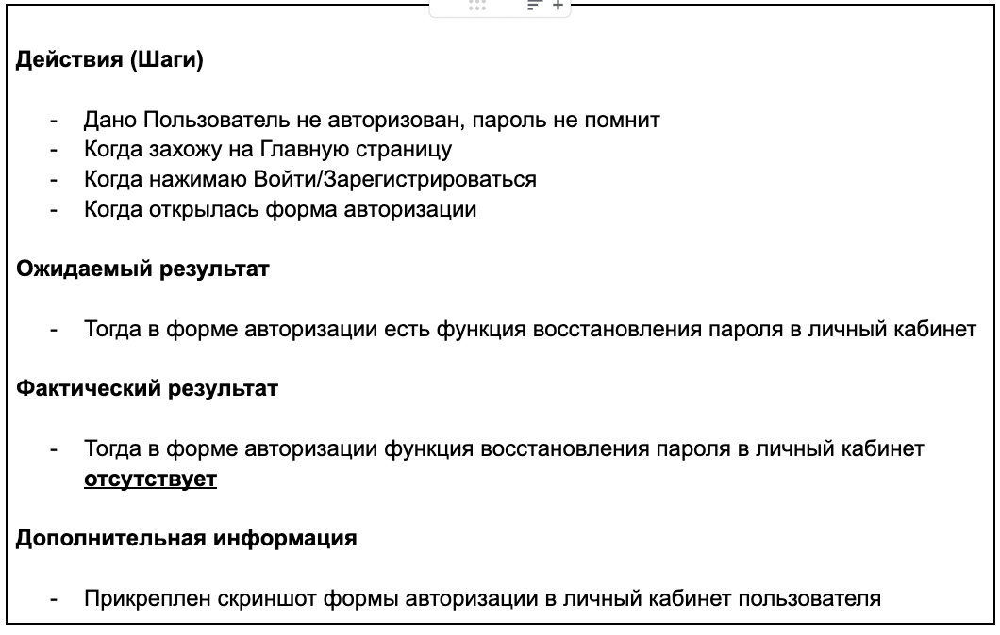 Действия (Шаги)
- Дано Пользователь не авторизован, пароль не помнит
- Когда захожу на Главную страницу
- Когда нажимаю Войти/Зарегистрироваться
- Когда открылась форма авторизации
Ожидаемый результат
- Тогда в форме авторизации есть функция восстановления пароля в личный кабинет
Фактический результат
- Тогда в форме авторизации функция восстановления пароля в личный кабинет
отсутствует
Дополнительная информация
- Прикреплен скриншот формы авторизации в личный кабинет пользователя